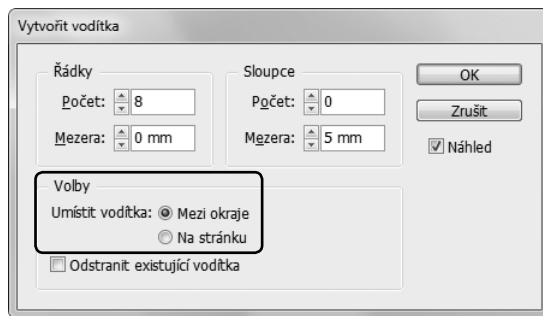 Vytvořit vodítka
Řádky
Počet: 8
Mezera: 0 mm
Sloupce
Počet: 0
Mezera: 5 mm
OK
Zrušit
Náhled
Volby
Umístit vodítka: Mezi okraje
Na stránku
Odstranit existující vodítka